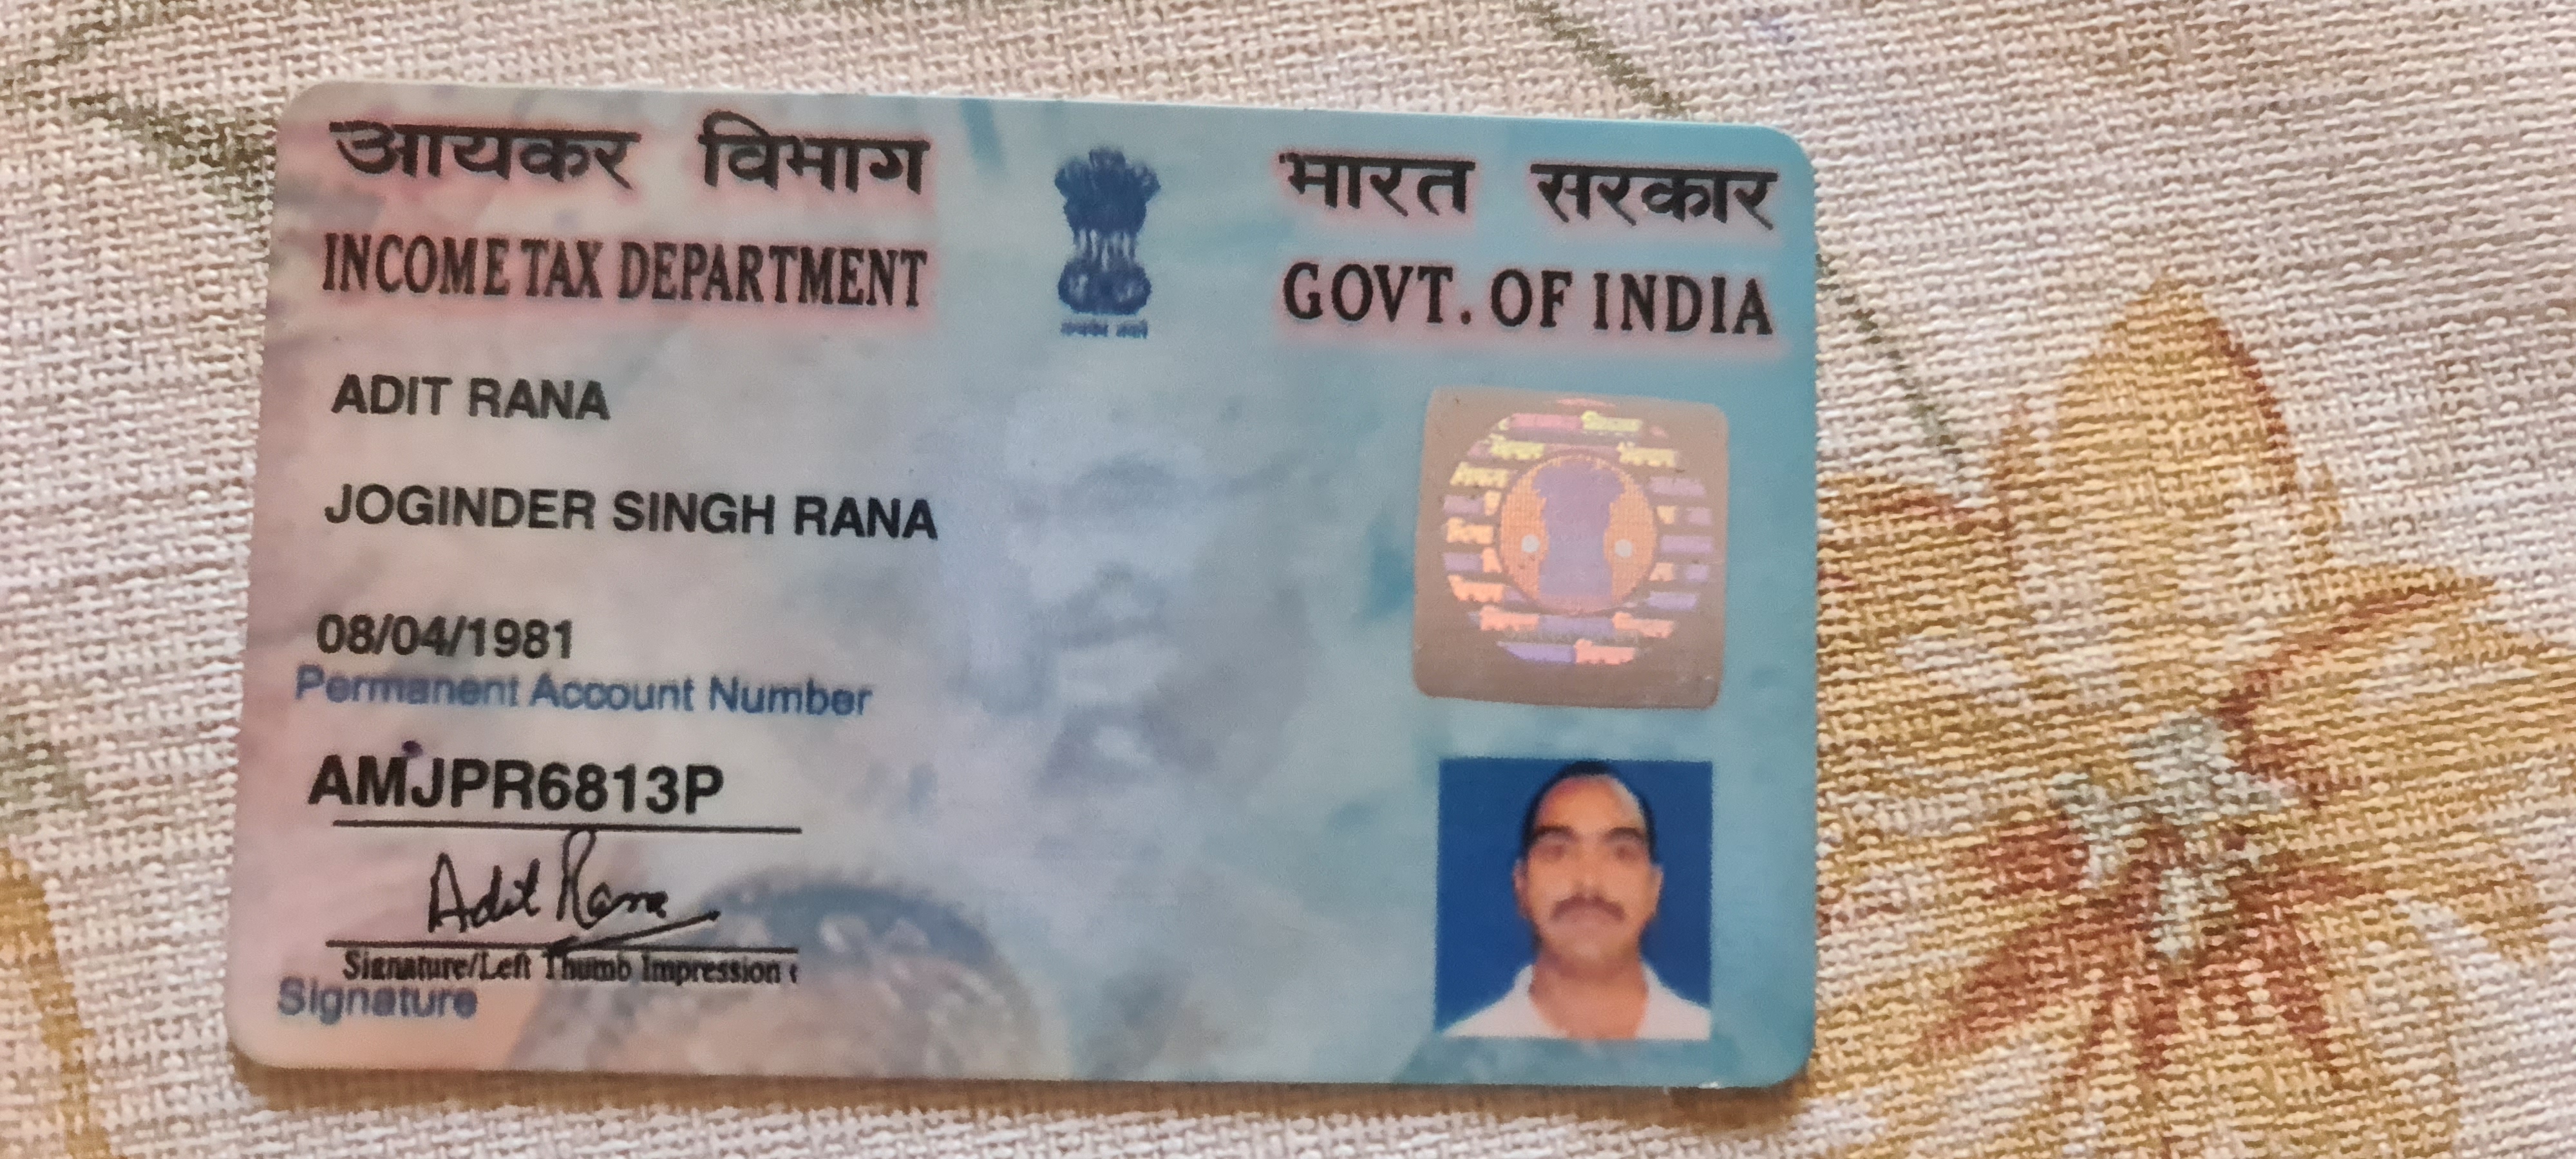 आयकर विभाग
INCOME TAX DEPARTMENT
भारत सरकार
GOVT. OF INDIA
ADIT RANA
JOGINDER SINGH RANA
08/04/1981
Permanent Account Number
AMJPR6813P
Adit Rana
Signature/Left Thumb Impression
Signature